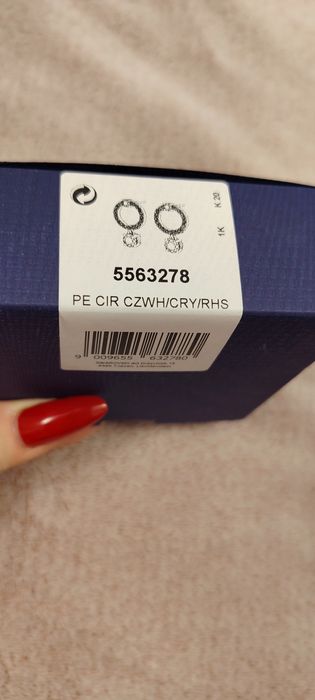 K 20
1K
5563278
PE CIR CZWH/CRY/RHS
9 009655 632780